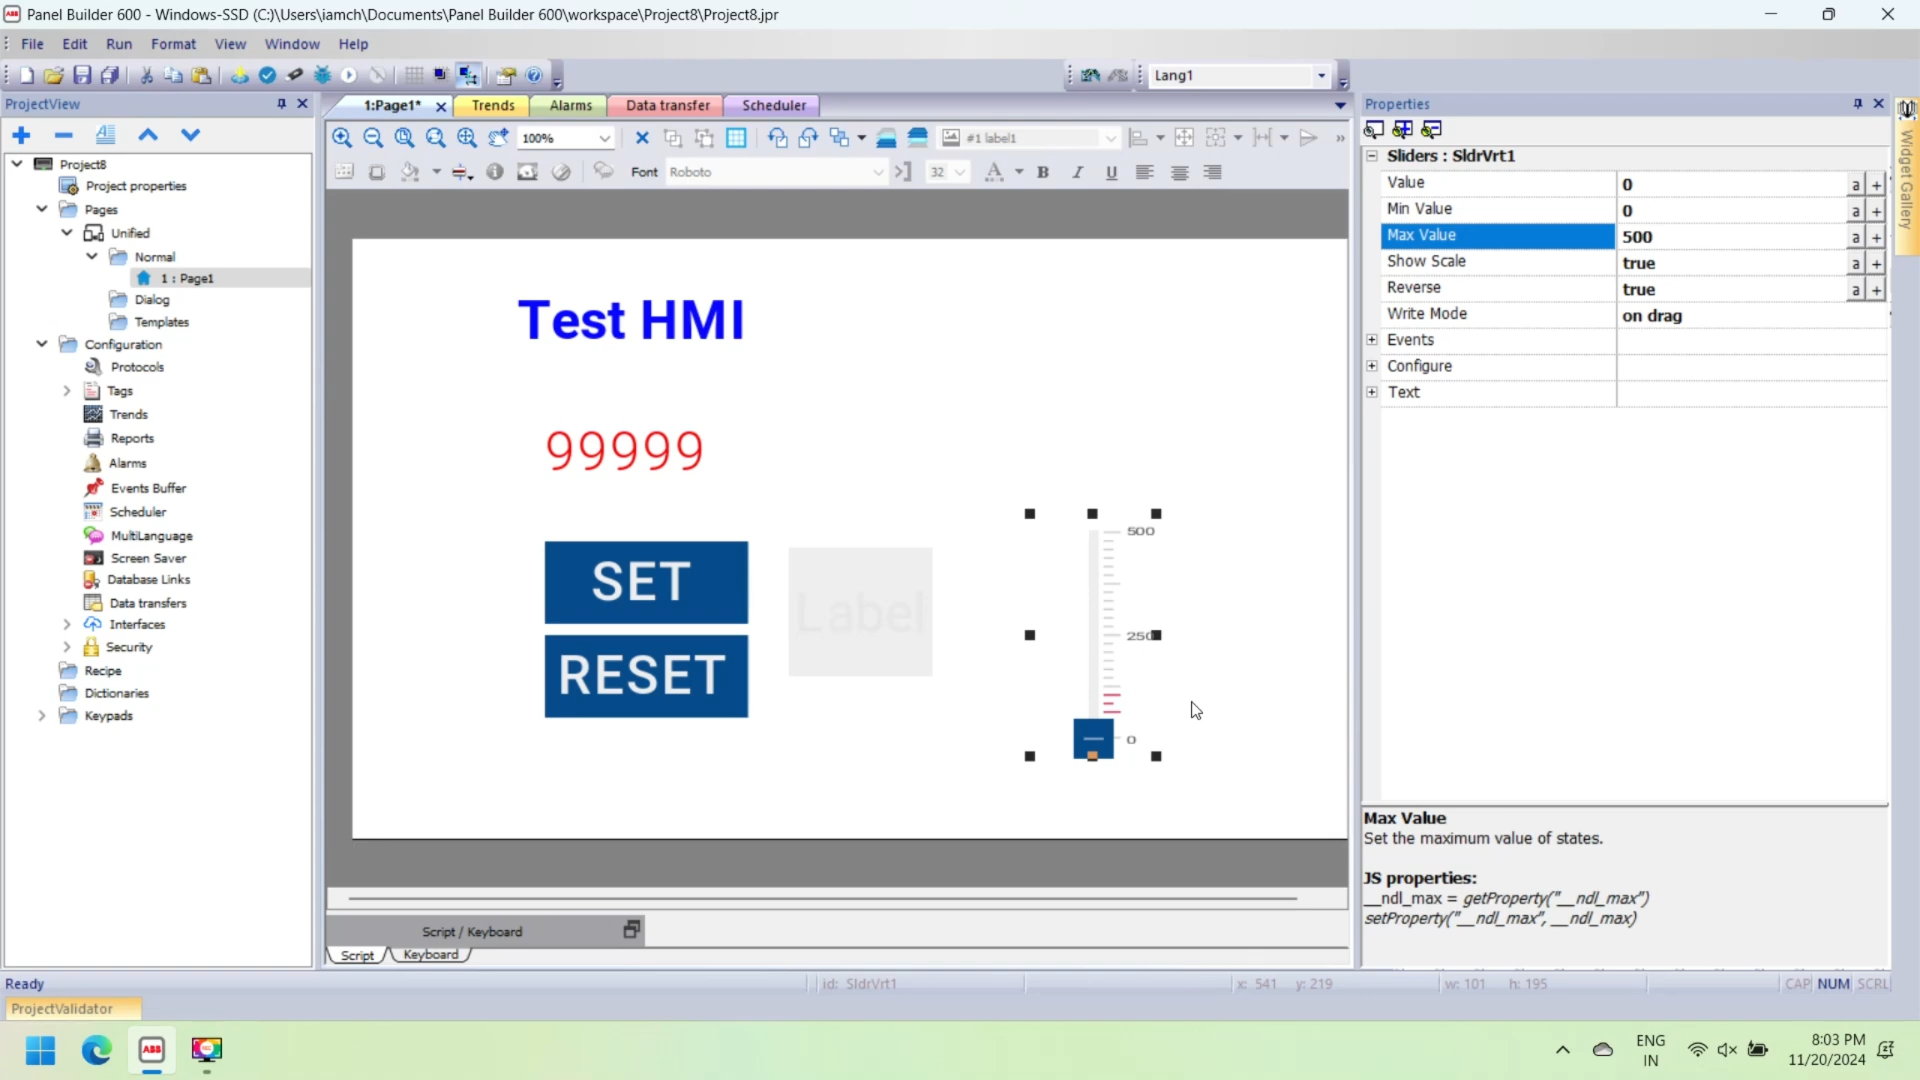 ABB Panel Builder 600 - Windows-SSD (C:)\Users\iamch\Documents\Panel Builder 600\workspace\Project8\Project8.jpr
File Edit Run Format View Window Help
Lang1
ProjectView
1:Page1* Trends Alarms Data transfer Scheduler
Properties
100% #1 label1
Font Roboto 32 A B I U
Widget Gallery
Project8
Project properties
Pages
Unified
Normal
1 : Page1
Dialog
Templates
Configuration
Protocols
Tags
Trends
Reports
Alarms
Events Buffer
Scheduler
MultiLanguage
Screen Saver
Database Links
Data transfers
Interfaces
Security
Recipe
Dictionaries
Keypads
Test HMI
99999
SET
RESET
Label
500
250
0
Sliders : SldrVrt1
Value 0 a +
Min Value 0 a +
Max Value 500 a +
Show Scale true a +
Reverse true a +
Write Mode on drag
Events
Configure
Text
Max Value
Set the maximum value of states.
JS properties:
__ndl_max = getProperty("__ndl_max")
setProperty("__ndl_max", __ndl_max)
Script / Keyboard
Script Keyboard
Ready id: SldrVrt1 x: 541 y: 219 w: 101 h: 195 CAP NUM SCRL
ProjectValidator
ABB
ENG
IN
8:03 PM
11/20/2024